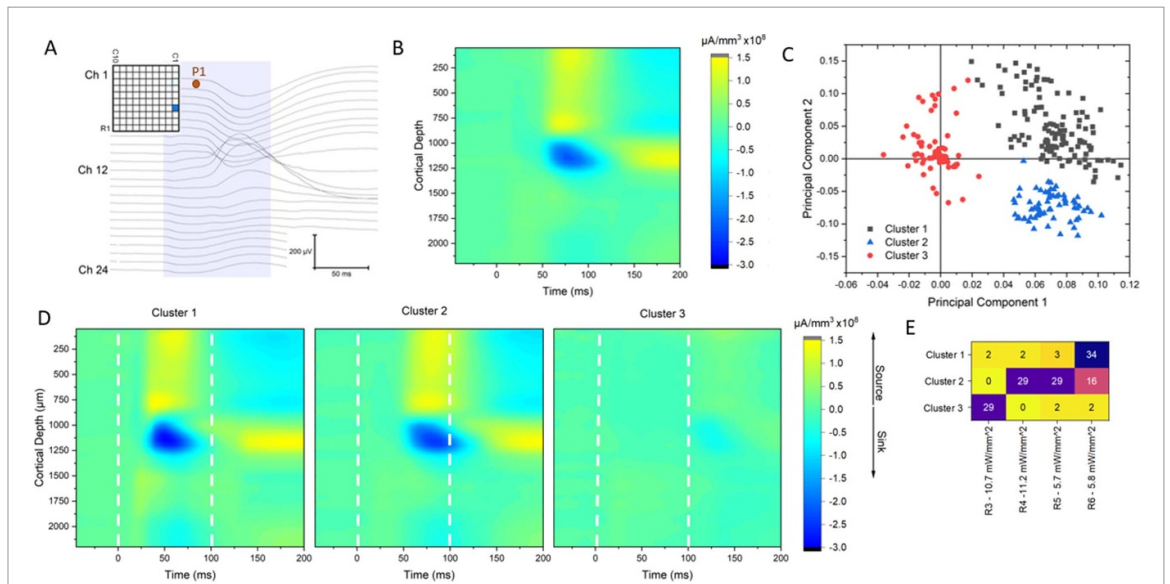 A
C10
C1
R1
Ch 1
P1
Ch 12
Ch 24
200 µV
50 ms
B
µA/mm³ x10⁸
Cortical Depth
250
500
750
1000
1250
1500
1750
2000
0
50
100
150
200
Time (ms)
1.5
1.0
0.5
0.0
-0.5
-1.0
-1.5
-2.0
-2.5
-3.0
C
Principal Component 2
0.15
0.10
0.05
0.00
-0.05
-0.10
-0.15
Cluster 1
Cluster 2
Cluster 3
-0.06 -0.04 -0.02 0.00 0.02 0.04 0.06 0.08 0.10 0.12
Principal Component 1
D
Cluster 1
Cluster 2
Cluster 3
Cortical Depth (µm)
250
500
750
1000
1250
1500
1750
2000
0 50 100 150 200
0 50 100 150 200
0 50 100 150 200
Time (ms)
Time (ms)
Time (ms)
µA/mm³ x10⁸
1.5
1.0
0.5
0.0
-0.5
-1.0
-1.5
-2.0
-2.5
-3.0
Source
Sink
E
Cluster 1 2 2 3 34
Cluster 2 0 29 29 16
Cluster 3 29 0 2 2
R3 - 10.7 mW/mm^2
R4 -11.2 mW/mm^2
R5 - 5.7 mW/mm^2
R6 - 5.8 mW/mm^2